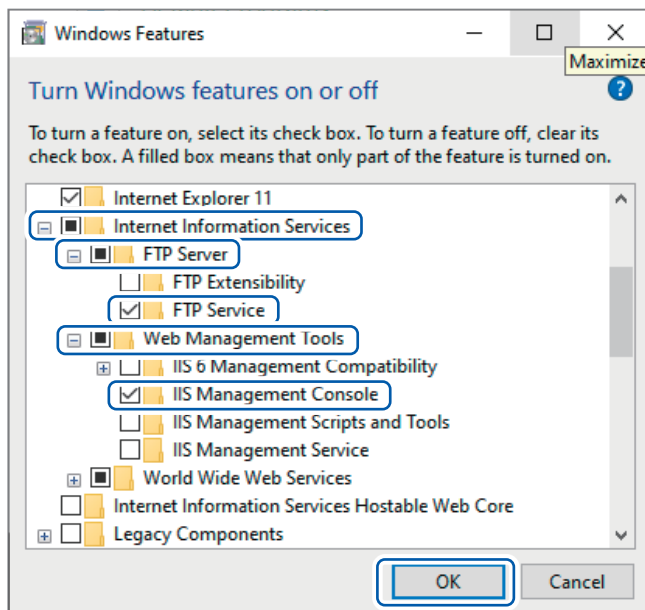 Windows Features
Maximize
Turn Windows features on or off
?
To turn a feature on, select its check box. To turn a feature off, clear its
check box. A filled box means that only part of the feature is turned on.
Internet Explorer 11
Internet Information Services
FTP Server
FTP Extensibility
FTP Service
Web Management Tools
IIS 6 Management Compatibility
IIS Management Console
IIS Management Scripts and Tools
IIS Management Service
World Wide Web Services
Internet Information Services Hostable Web Core
Legacy Components
OK
Cancel